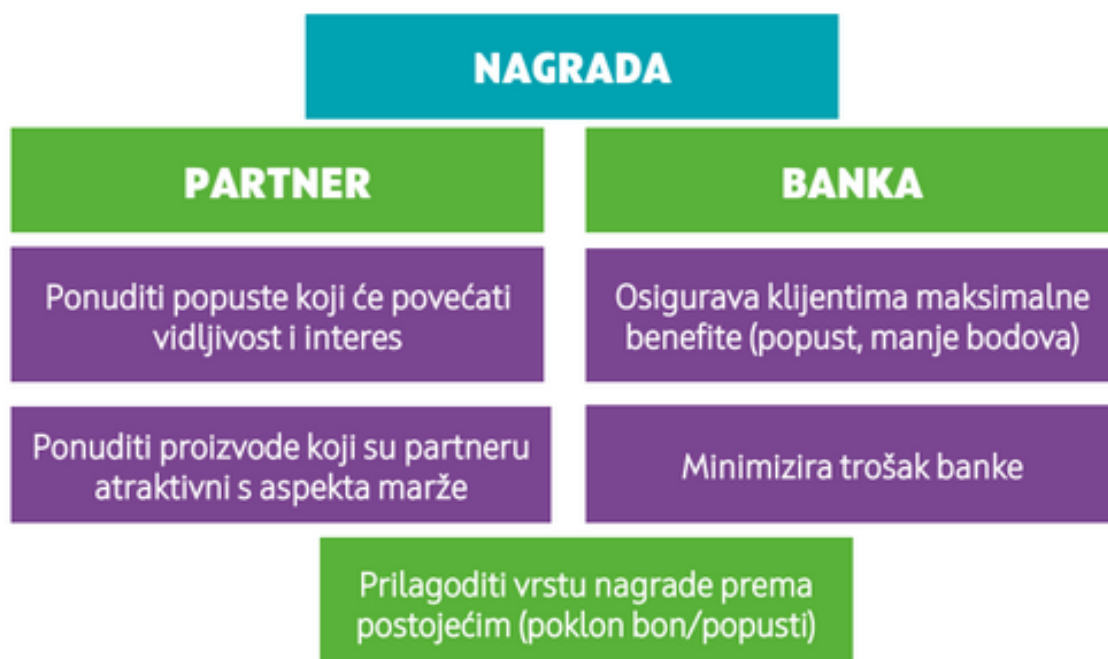 NAGRADA
PARTNER
BANKA
Ponuditi popuste koji će povećati
vidljivost i interes
Osigurava klijentima maksimalne
benefite (popust, manje bodova)
Ponuditi proizvode koji su partneru
atraktivni s aspekta marže
Minimizira trošak banke
Prilagoditi vrstu nagrade prema
postojećim (poklon bon/popusti)